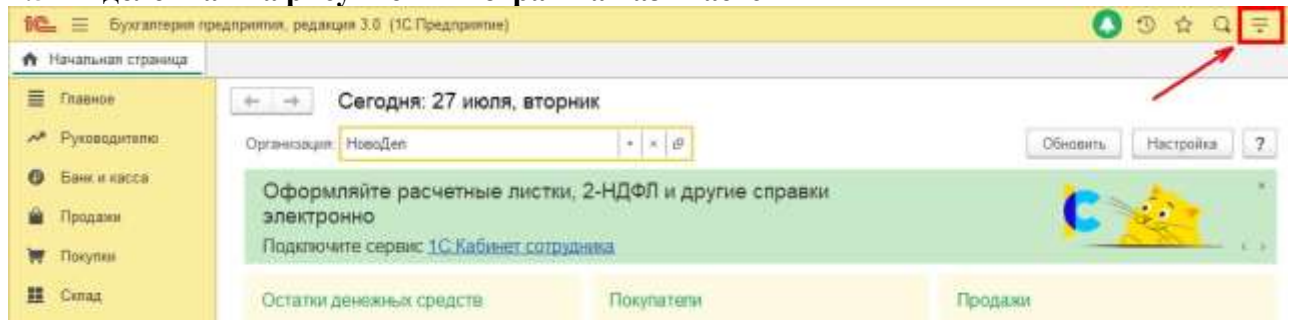 1С Бухгалтерия предприятия, редакция 3.0 (1С:Предприятие)
Начальная страница
Главное
Сегодня: 27 июля, вторник
Руководителю
Организация: НовоДел
Обновить Настройка ?
Банк и касса
Оформляйте расчетные листки, 2-НДФЛ и другие справки
электронно
Продажи
Подключите сервис 1С:Кабинет сотрудника
Покупки
Склад
Остатки денежных средств Покупатели Продажи